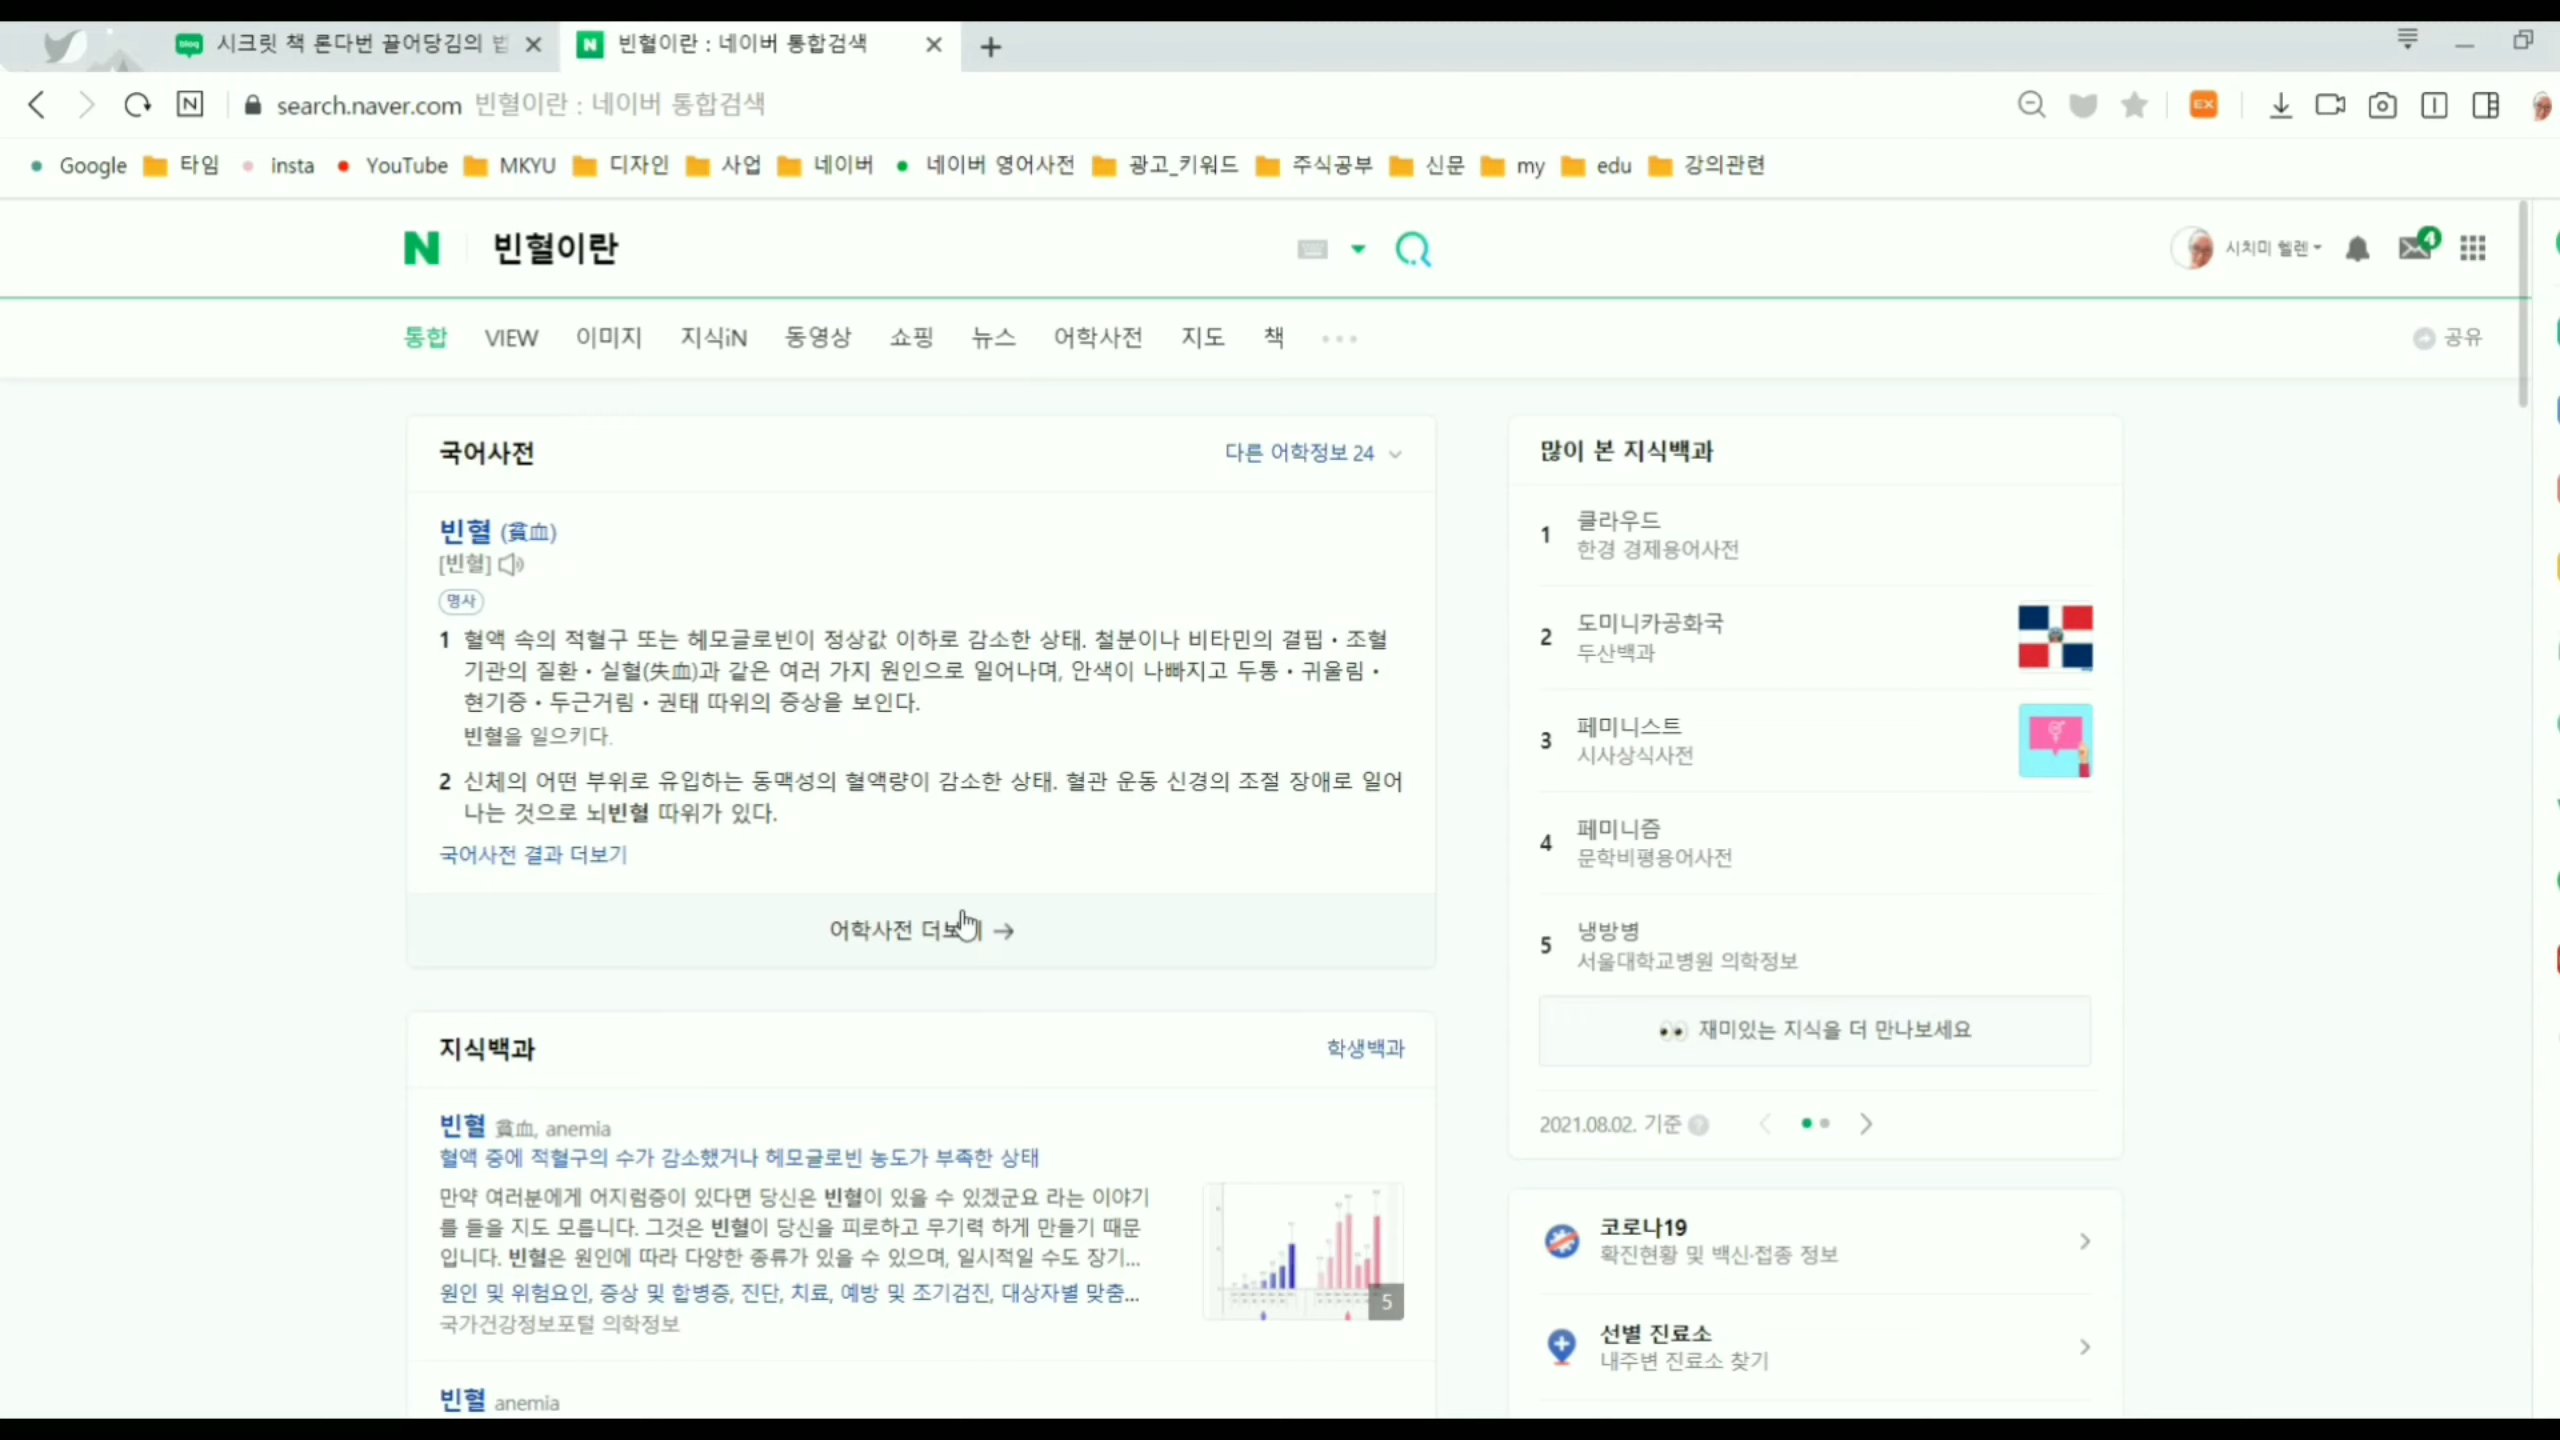 시크릿 책 론다번 끌어당김의 법
빈혈이란 : 네이버 통합검색
search.naver.com 빈혈이란 : 네이버 통합검색
Google 타임 insta YouTube MKYU 디자인 사업 네이버 네이버 영어사전 광고_키워드 주식공부 신문 my edu 강의관련
빈혈이란
시치미 헬렌
4
통합 VIEW 이미지 지식iN 동영상 쇼핑 뉴스 어학사전 지도 책
공유
국어사전
다른 어학정보 24
빈혈 (貧血)
[빈혈]
명사
1 혈액 속의 적혈구 또는 헤모글로빈이 정상값 이하로 감소한 상태. 철분이나 비타민의 결핍·조혈
기관의 질환·실혈(失血)과 같은 여러 가지 원인으로 일어나며, 안색이 나빠지고 두통·귀울림·
현기증·두근거림·권태 따위의 증상을 보인다.
빈혈을 일으키다.
2 신체의 어떤 부위로 유입하는 동맥성의 혈액량이 감소한 상태. 혈관 운동 신경의 조절 장애로 일어
나는 것으로 뇌빈혈 따위가 있다.
국어사전 결과 더보기
어학사전 더보기 →
지식백과
학생백과
빈혈 貧血, anemia
혈액 중에 적혈구의 수가 감소했거나 헤모글로빈 농도가 부족한 상태
만약 여러분에게 어지럼증이 있다면 당신은 빈혈이 있을 수 있겠군요 라는 이야기
를 들을 지도 모릅니다. 그것은 빈혈이 당신을 피로하고 무기력 하게 만들기 때문
입니다. 빈혈은 원인에 따라 다양한 종류가 있을 수 있으며, 일시적일 수도 장기...
원인 및 위험요인, 증상 및 합병증, 진단, 치료, 예방 및 조기검진, 대상자별 맞춤...
국가건강정보포털 의학정보
5
빈혈 anemia
많이 본 지식백과
1 클라우드
한경 경제용어사전
2 도미니카공화국
두산백과
3 페미니스트
시사상식사전
4 페미니즘
문학비평용어사전
5 냉방병
서울대학교병원 의학정보
재미있는 지식을 더 만나보세요
2021.08.02. 기준
코로나19
확진현황 및 백신·접종 정보
선별 진료소
내주변 진료소 찾기